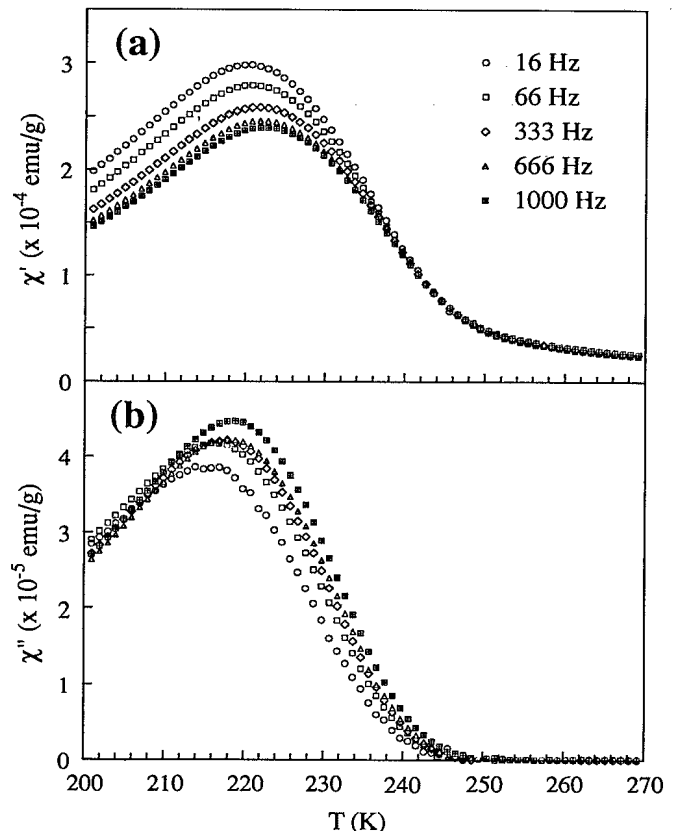 (a)
16 Hz
66 Hz
333 Hz
666 Hz
1000 Hz
3
2
1
0
χ' (x 10⁻⁴ emu/g)
(b)
4
3
2
1
0
χ" (x 10⁻⁵ emu/g)
200 210 220 230 240 250 260 270
T (K)